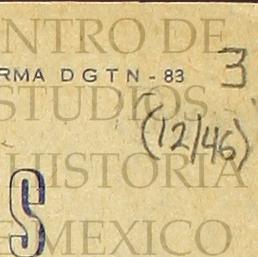 NTRO DE
RMA DGTN-83 3
STUDIOS
(12/46)
HISTORIA
S
E MEXICO